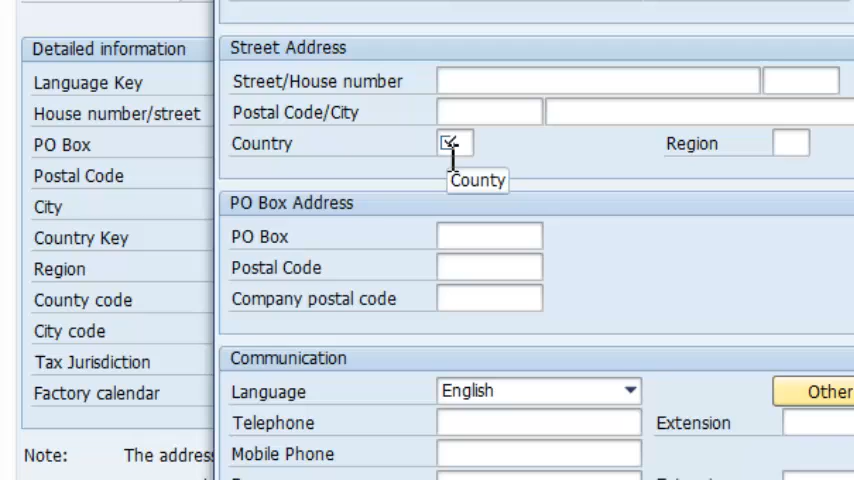 Detailed information
Language Key
House number/street
PO Box
Postal Code
City
Country Key
Region
County code
City code
Tax Jurisdiction
Factory calendar
Note: The address
Street Address
Street/House number
Postal Code/City
Country Region
County
PO Box Address
PO Box
Postal Code
Company postal code
Communication
Language English Other
Telephone Extension
Mobile Phone